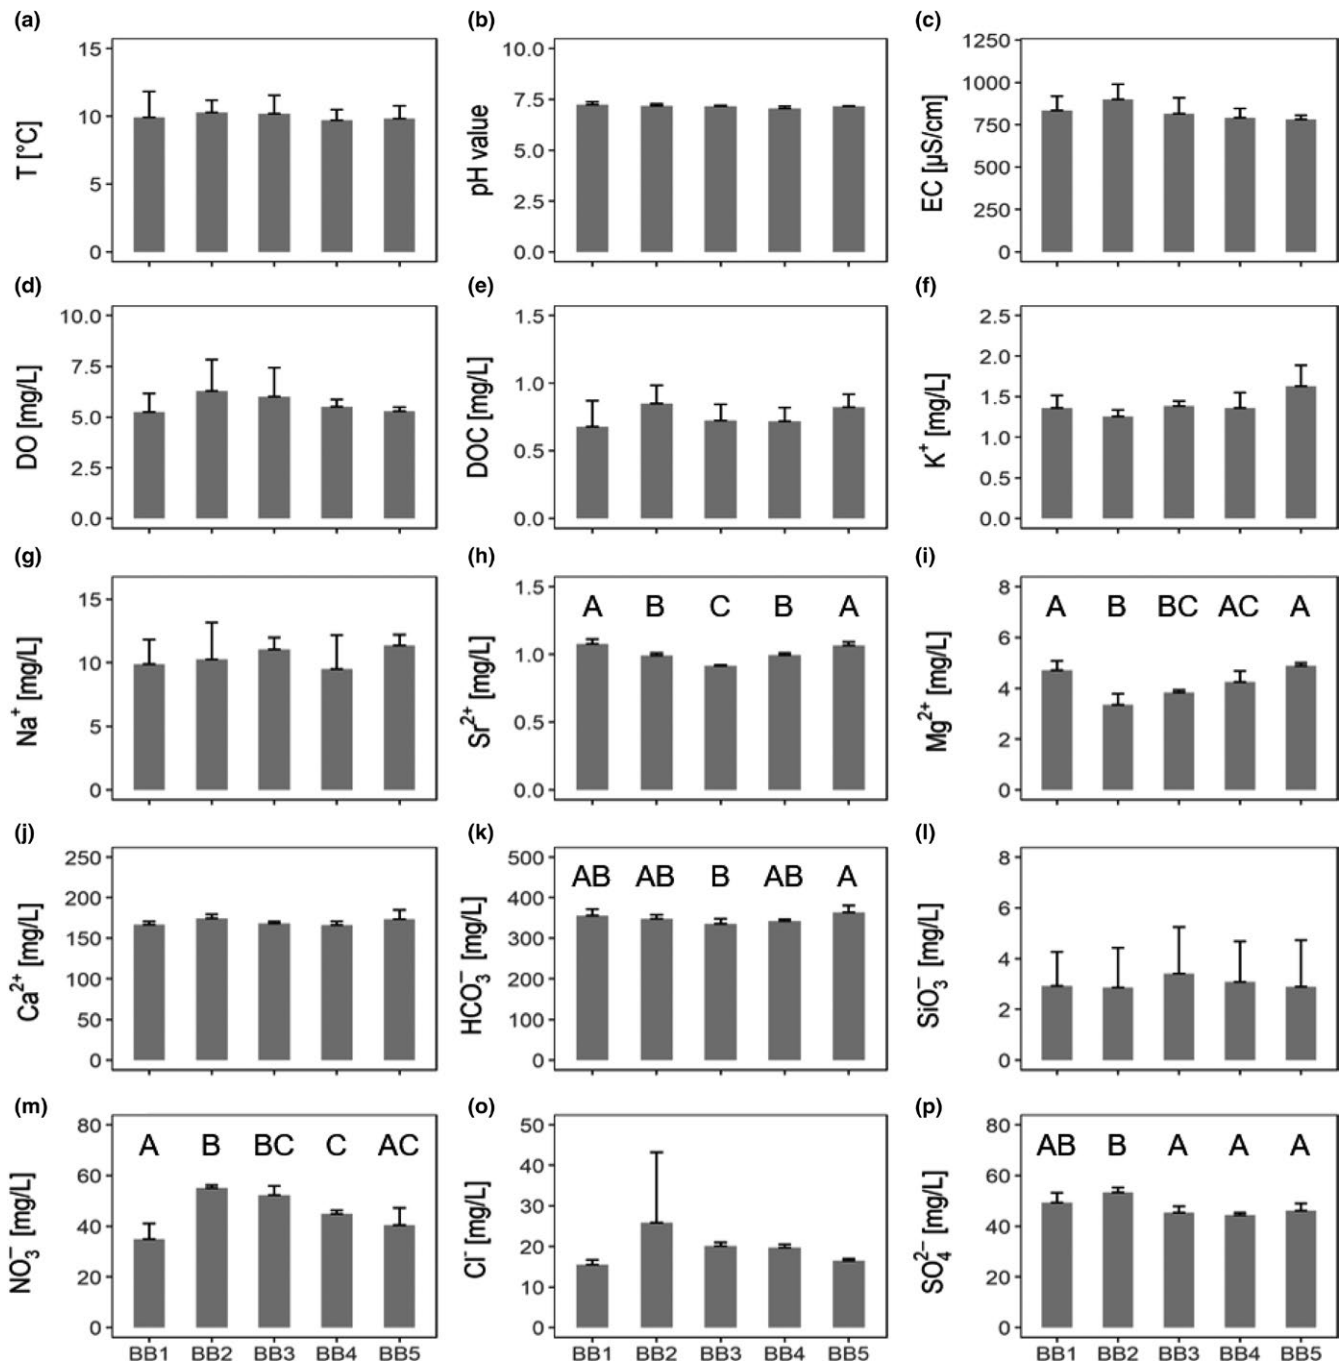 (a)
T [°C]
15
10
5
0
(b)
pH value
10.0
7.5
5.0
2.5
0.0
(c)
EC [µS/cm]
1250
1000
750
500
250
0
(d)
DO [mg/L]
10.0
7.5
5.0
2.5
0.0
(e)
DOC [mg/L]
1.5
1.0
0.5
0.0
(f)
K⁺ [mg/L]
2.5
2.0
1.5
1.0
0.5
0.0
(g)
Na⁺ [mg/L]
15
10
5
0
(h)
Sr²⁺ [mg/L]
1.5
1.0
0.5
0.0
A B C B A
(i)
Mg²⁺ [mg/L]
8
6
4
2
0
A B BC AC A
(j)
Ca²⁺ [mg/L]
250
200
150
100
50
0
(k)
HCO₃⁻ [mg/L]
500
400
300
200
100
0
AB AB B AB A
(l)
SiO₃⁻ [mg/L]
8
6
4
2
0
(m)
NO₃⁻ [mg/L]
80
60
40
20
0
A B BC C AC
BB1 BB2 BB3 BB4 BB5
(o)
Cl⁻ [mg/L]
50
40
30
20
10
0
BB1 BB2 BB3 BB4 BB5
(p)
SO₄²⁻ [mg/L]
80
60
40
20
0
AB B A A A
BB1 BB2 BB3 BB4 BB5